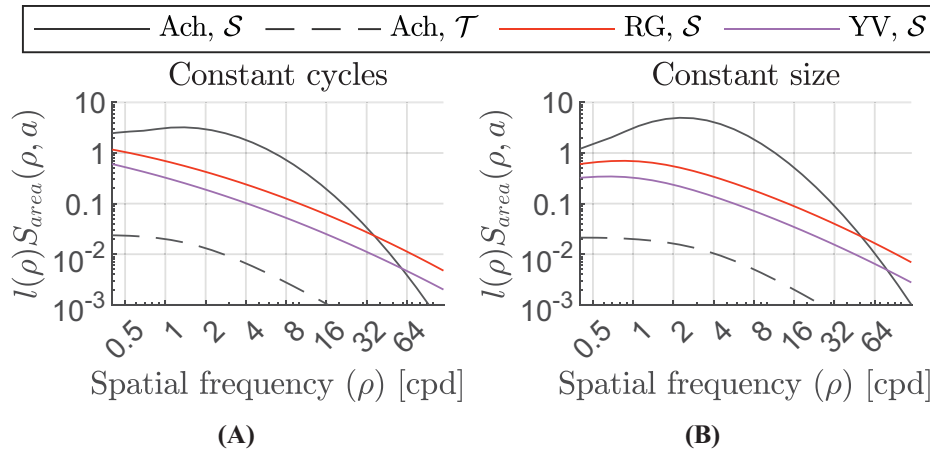 Ach, 𝒮 Ach, 𝒯 RG, 𝒮 YV, 𝒮
Constant cycles
l(ρ)S_area(ρ, a)
10
1
0.1
10⁻²
10⁻³
0.5 1 2 4 8 16 32 64
Spatial frequency (ρ) [cpd]
(A)
Constant size
l(ρ)S_area(ρ, a)
10
1
0.1
10⁻²
10⁻³
0.5 1 2 4 8 16 32 64
Spatial frequency (ρ) [cpd]
(B)